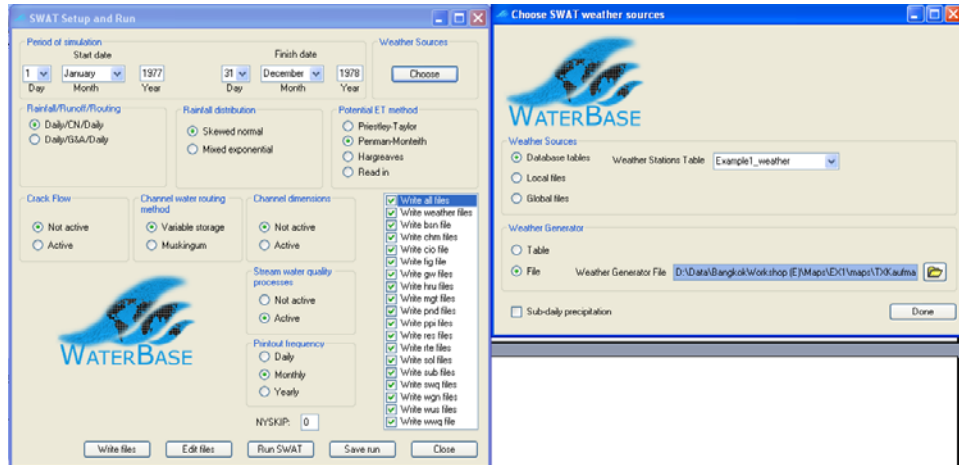 SWAT Setup and Run
Period of simulation
Start date
Finish date
1 January 1977
31 December 1978
Day Month Year
Day Month Year
Weather Sources
Choose
Rainfall/Runoff/Routing
Daily/CN/Daily
Daily/G&A/Daily
Rainfall distribution
Skewed normal
Mixed exponential
Potential ET method
Priestley-Taylor
Penman-Monteith
Hargreaves
Read in
Crack Flow
Not active
Active
Channel water routing
method
Variable storage
Muskingum
Channel dimensions
Not active
Active
Stream water quality
processes
Not active
Active
Printout frequency
Daily
Monthly
Yearly
NYSKIP: 0
Write all files
Write weather files
Write bsn file
Write chm files
Write cio file
Write fig file
Write gw files
Write hru files
Write mgt files
Write pnd files
Write ppi files
Write res files
Write rte files
Write sol files
Write sub files
Write swq files
Write wgn files
Write wus files
Write wwq file
WATERBASE
Write files
Edit files
Run SWAT
Save run
Close
Choose SWAT weather sources
WATERBASE
Weather Sources
Database tables
Weather Stations Table Example1_weather
Local files
Global files
Weather Generator
Table
File
Weather Generator File D:\Data\BangkokWorkshop (E)\Maps\EX1\maps\TXKaufma
Sub-daily precipitation
Done